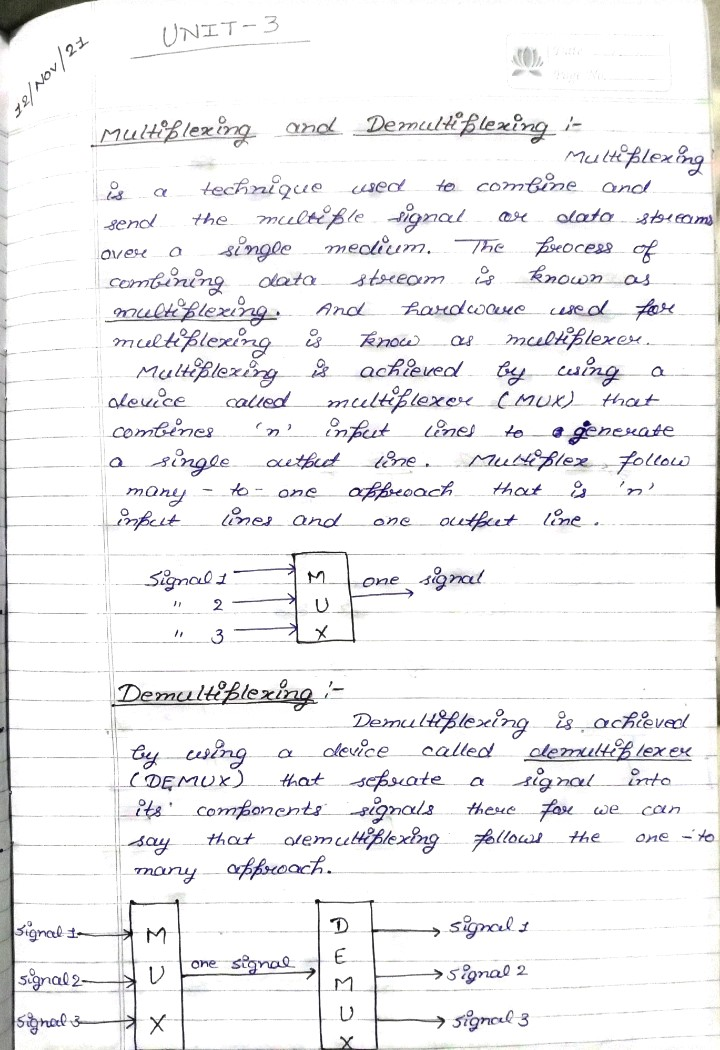 12/Nov/21
UNIT-3
Multiplexing and Demultiplexing :-
Multiplexing
is a technique used to combine and
send the multiple signal or data streams
over a single medium. The process of
combining data stream is known as
multiplexing. And hardware used for
multiplexing is know as multiplexer.
Multiplexing is achieved by using a
device called multiplexer (MUX) that
combines 'n' input lines to generate
a single output line. Multiplex follow
many - to - one approach that is 'n'
input lines and one output line.
Signal 1 M one signal
" 2 U
" 3 X
Demultiplexing :-
Demultiplexing is achieved
by using a device called demultiplexer
(DEMUX) that seprate a signal into
its' components signals there for we can
say that demultiplexing follows the one - to
many approach.
Signal 1 M D Signal 1
E
Signal 2 U one signal M Signal 2
Signal 3 X U Signal 3
X